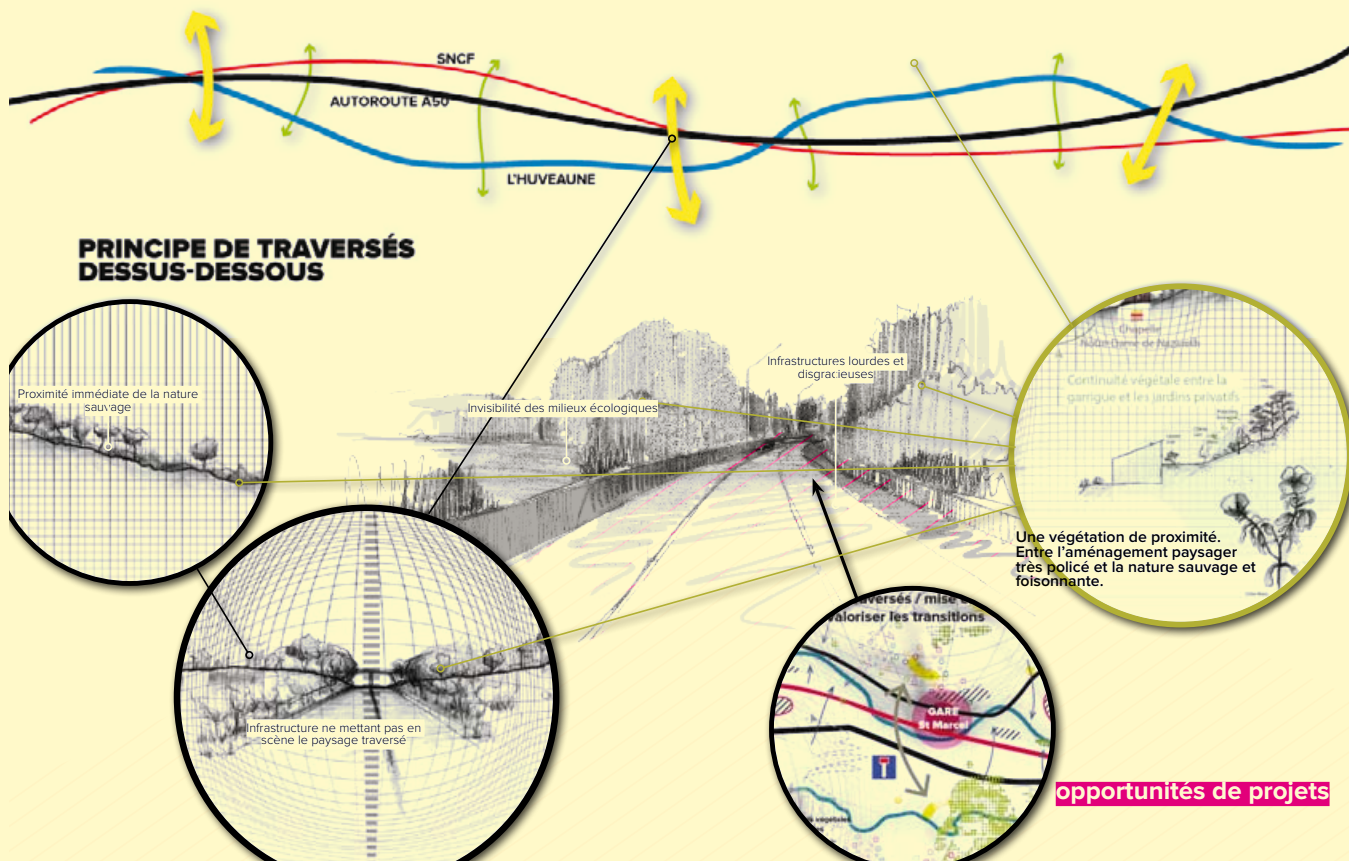 SNCF
AUTOROUTE A50
L'HUVEAUNE
PRINCIPE DE TRAVERSÉS
DESSUS-DESSOUS
Proximité immédiate de la nature
sauvage
Invisibilité des milieux écologiques
Infrastructures lourdes et
disgracieuses
Chapelle
Notre Dame de Nazareth
Continuité végétale entre la
garrigue et les jardins privatifs
Une végétation de proximité.
Entre l'aménagement paysager
très policé et la nature sauvage et
foisonnante.
Infrastructure ne mettant pas en
scène le paysage traversé
aversés / mise
valoriser les transitions
GARE
St Marcel
végétales
opportunités de projets